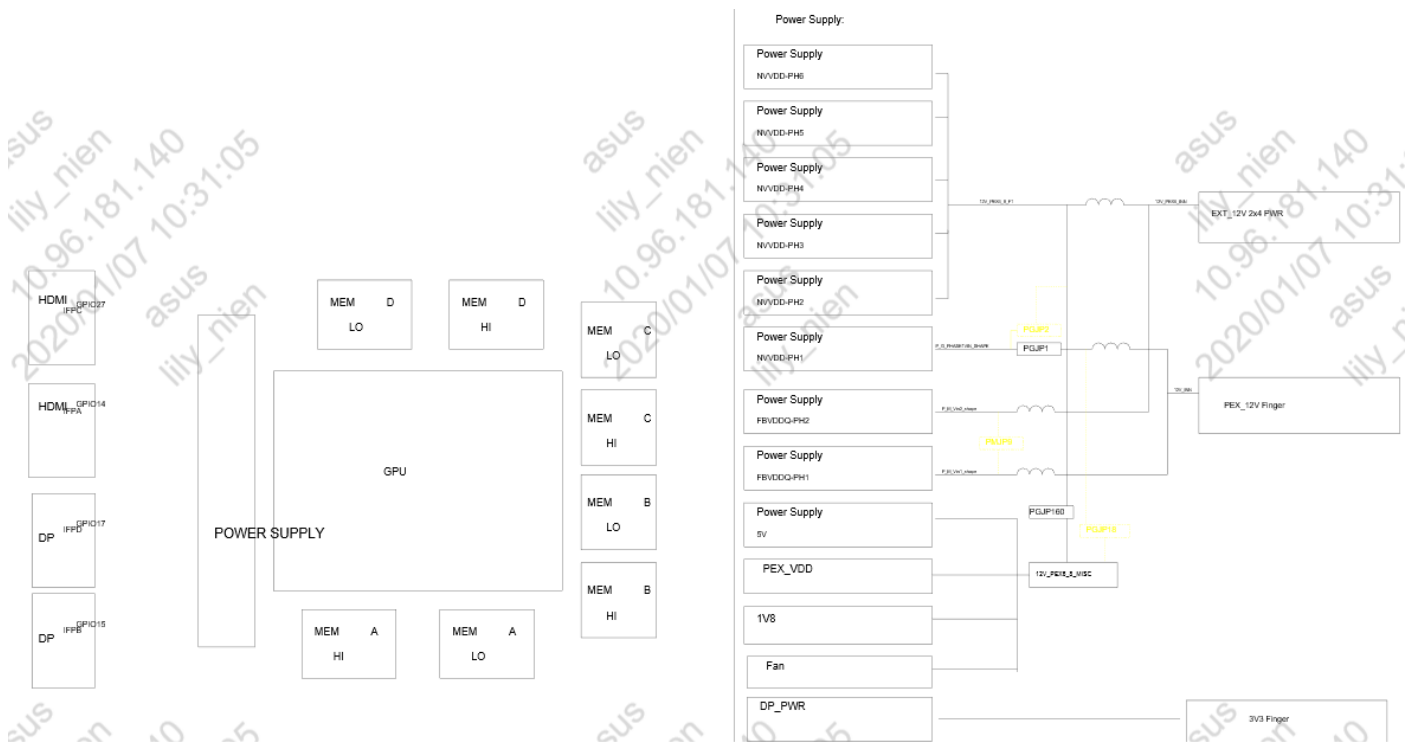 HDMI
GPIO27
IFPC
HDMI
GPIO14
IFPA
DP
GPIO17
IFPD
DP
GPIO15
IFPB
POWER SUPPLY
GPU
MEM D
LO
MEM D
HI
MEM C
LO
MEM C
HI
MEM B
LO
MEM B
HI
MEM A
HI
MEM A
LO
Power Supply:
Power Supply
NVVDD-PH6
Power Supply
NVVDD-PH5
Power Supply
NVVDD-PH4
Power Supply
NVVDD-PH3
Power Supply
NVVDD-PH2
Power Supply
NVVDD-PH1
Power Supply
FBVDDQ-PH2
Power Supply
FBVDDQ-PH1
Power Supply
5V
PEX_VDD
1V8
Fan
DP_PWR
EXT_12V 2x4 PWR
PGJP1
PEX_12V Finger
PGJP160
12V_PEX8_8_MISC
3V3 Finger
asus
lily_nien
10.96.181.140
2020/01/07 10:31:05